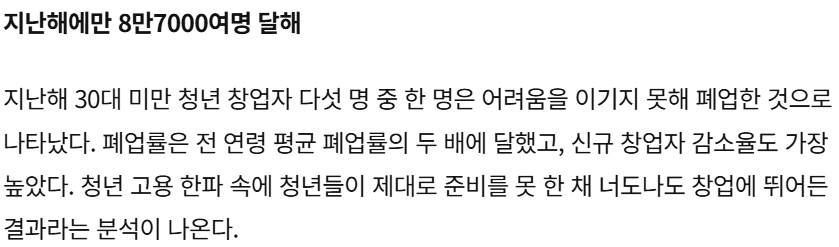 지난해에만 8만7000여명 달해
지난해 30대 미만 청년 창업자 다섯 명 중 한 명은 어려움을 이기지 못해 폐업한 것으로
나타났다. 폐업률은 전 연령 평균 폐업률의 두 배에 달했고, 신규 창업자 감소율도 가장
높았다. 청년 고용 한파 속에 청년들이 제대로 준비를 못 한 채 너도나도 창업에 뛰어든
결과라는 분석이 나온다.